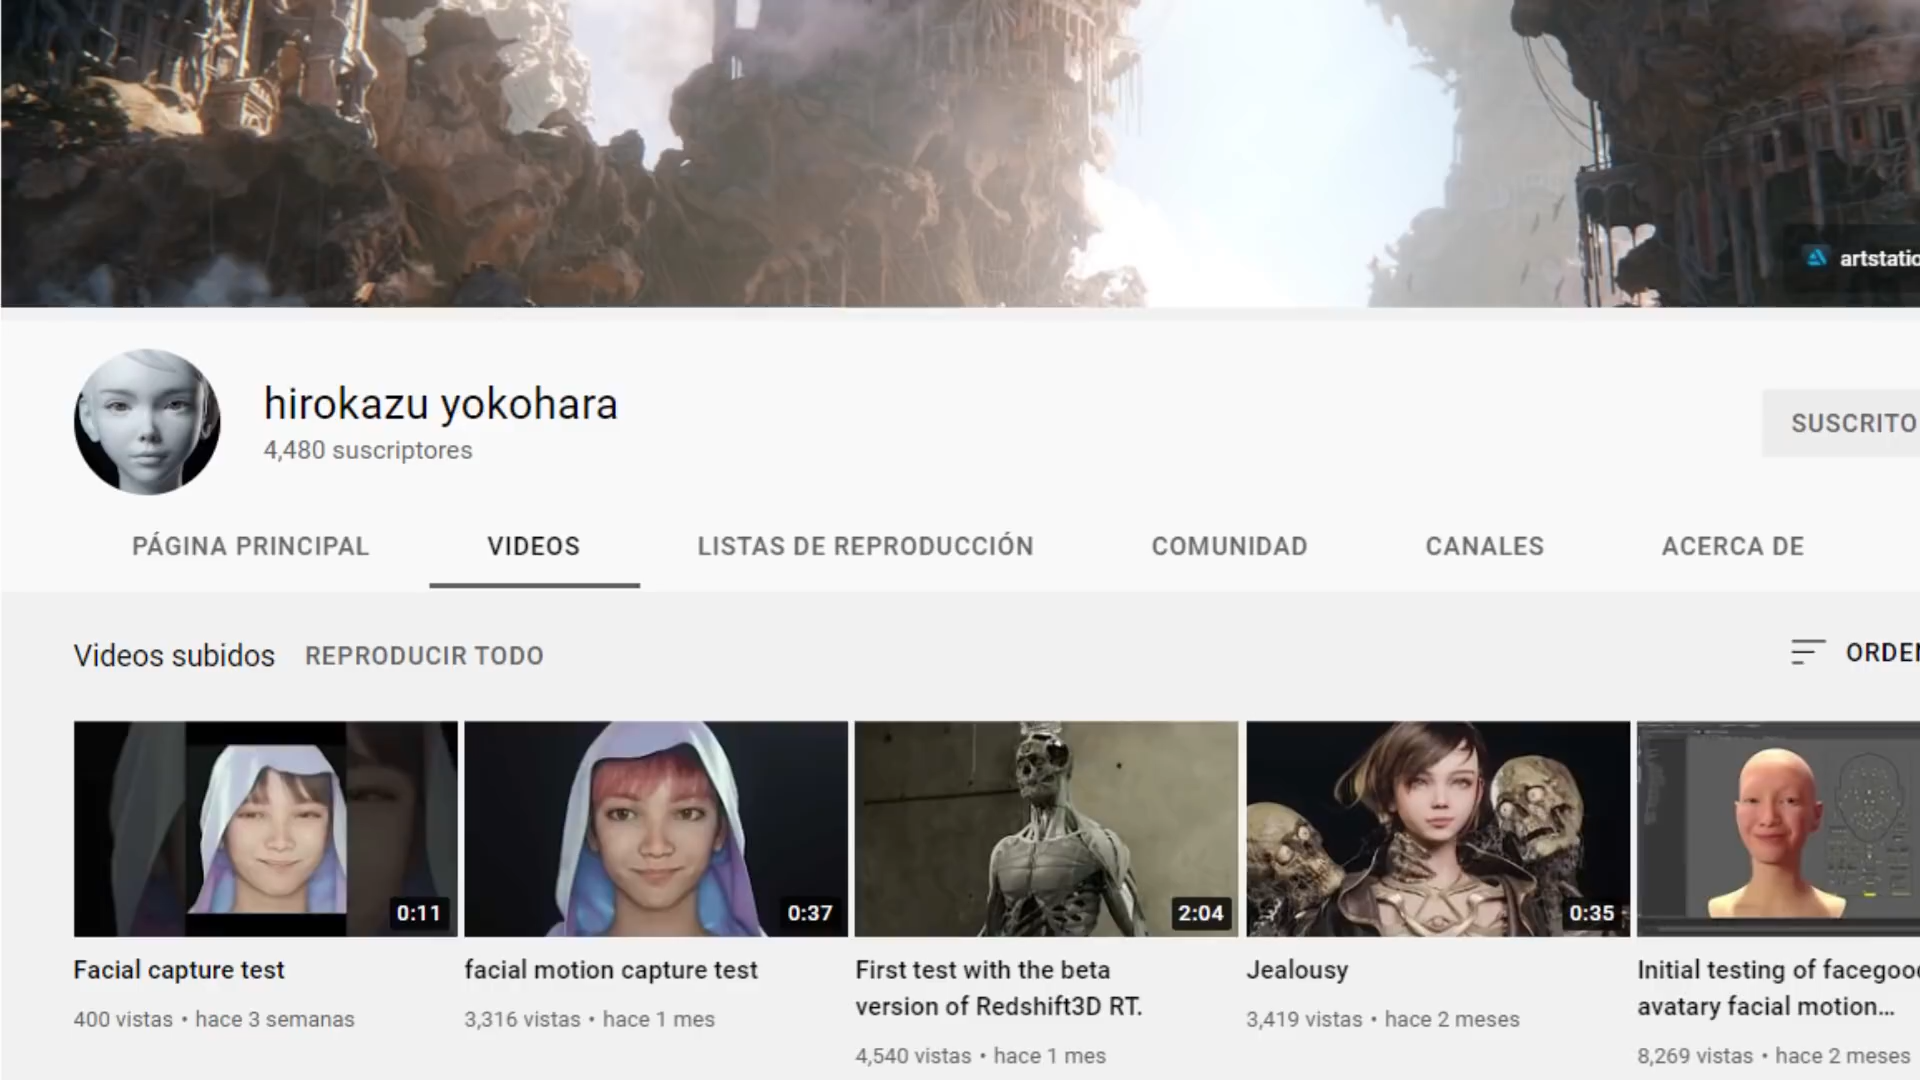 artstatio
hirokazu yokohara
4,480 suscriptores
SUSCRITO
PÁGINA PRINCIPAL VIDEOS LISTAS DE REPRODUCCIÓN COMUNIDAD CANALES ACERCA DE
Videos subidos REPRODUCIR TODO
ORDEN
0:11
0:37
2:04
0:35
Facial capture test
400 vistas • hace 3 semanas
facial motion capture test
3,316 vistas • hace 1 mes
First test with the beta
version of Redshift3D RT.
4,540 vistas • hace 1 mes
Jealousy
3,419 vistas • hace 2 meses
Initial testing of facegood
avatary facial motion...
8,269 vistas • hace 2 meses